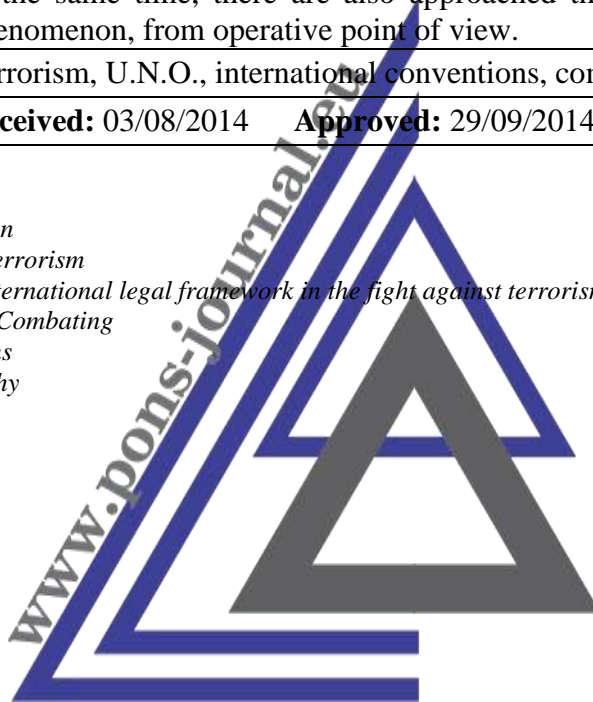 the same time, there are also approached th
enomenon, from operative point of view.
rrorism, U.N.O., international conventions, con
ceived: 03/08/2014 Approved: 29/09/2014
n
errorism
ternational legal framework in the fight against terrorism
Combating
ns
hy
www.pons-journal.eu